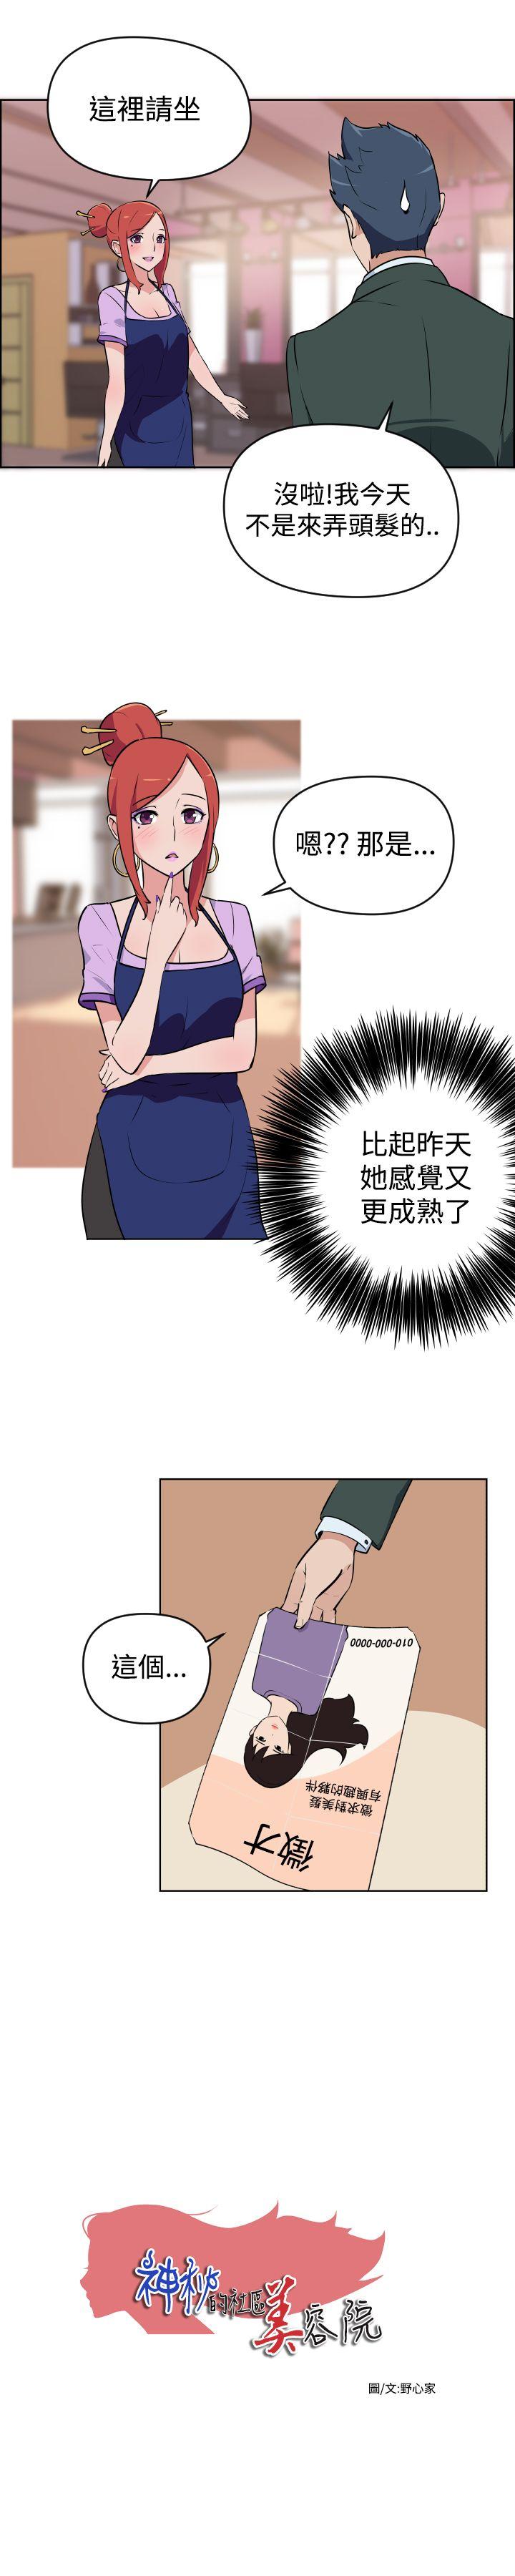 這裡請坐
沒啦!我今天
不是來弄頭髮的..
嗯?? 那是...
比起昨天
她感覺又
更成熟了
這個...
010-000-0000
徵才
徵求對美髮
有興趣的夥伴
神秘的社區美容院
圖/文:野心家